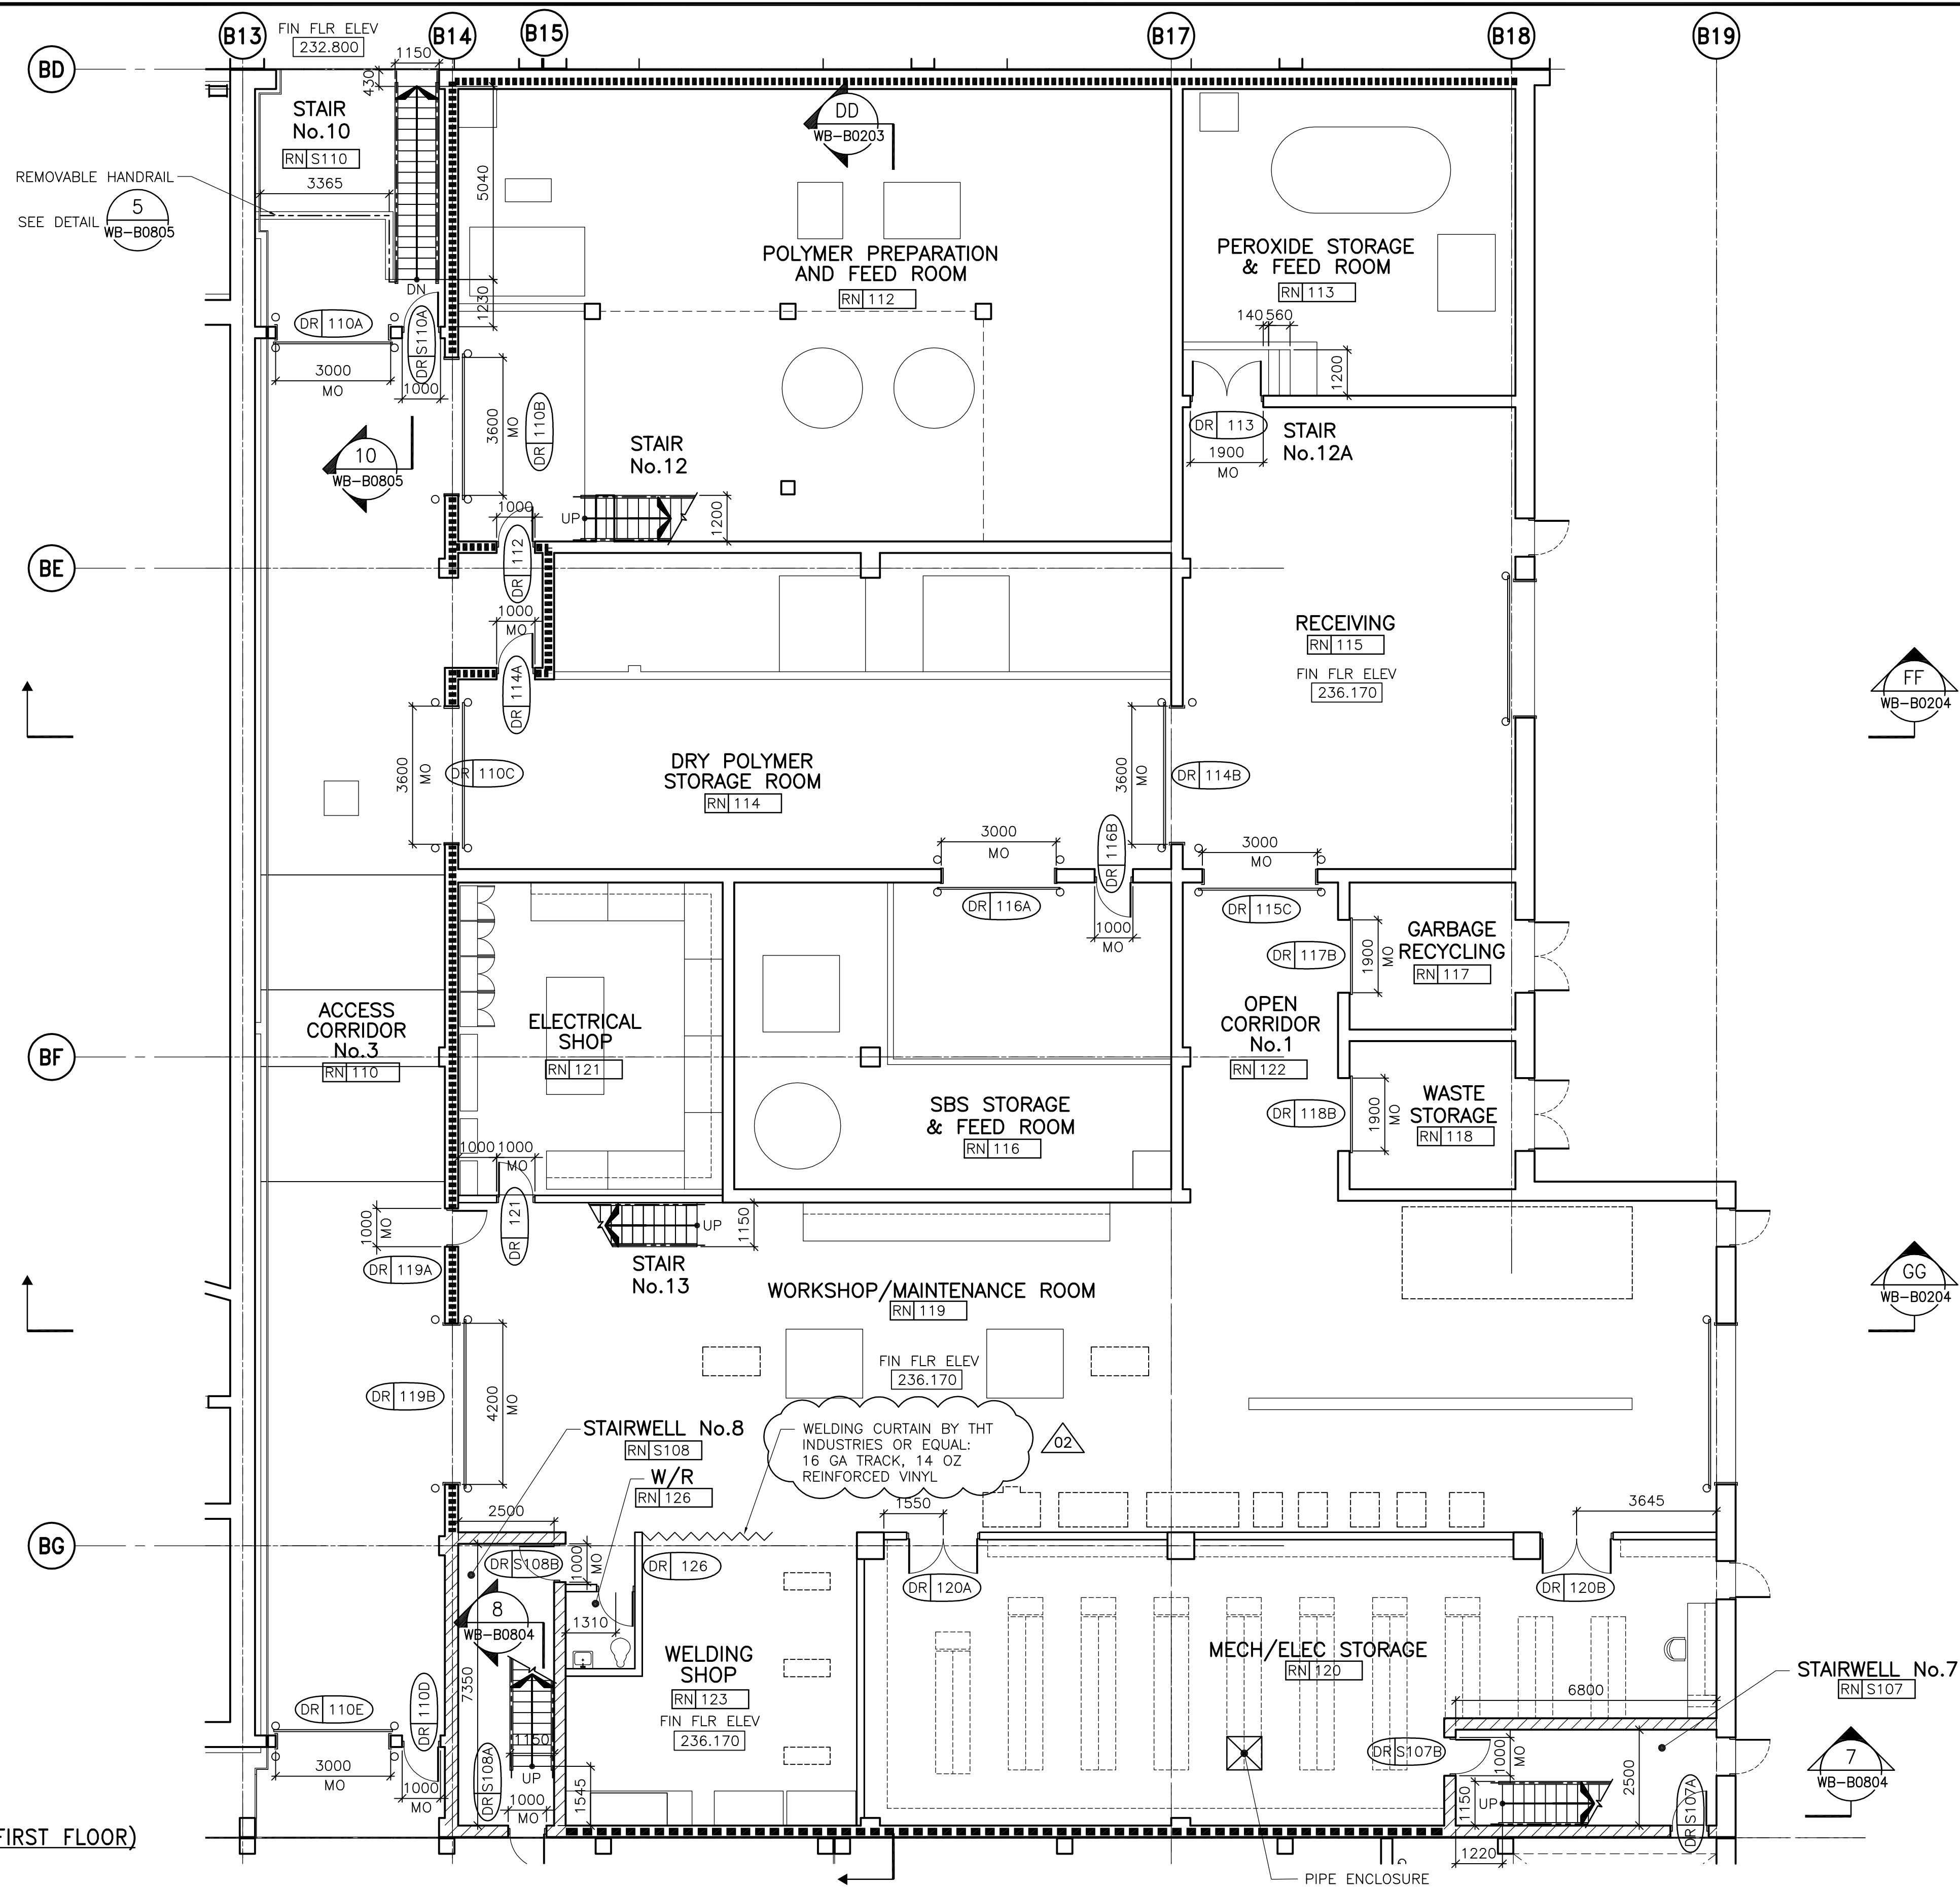 B13
FIN FLR ELEV
232.800
B14
B15
B17
B18
B19
BD
1150
430
STAIR
No.10
RN S110
3365
REMOVABLE HANDRAIL
SEE DETAIL
5
WB-B0805
5040
DN
1230
DR 110A
DR S110A
3000
MO
1000
DD
WB-B0203
POLYMER PREPARATION
AND FEED ROOM
RN 112
PEROXIDE STORAGE
& FEED ROOM
RN 113
140
560
1200
DR 113
1900
MO
STAIR
No.12A
3600
MO
DR 110B
10
WB-B0805
STAIR
No.12
UP
1200
1000
DR 112
BE
1000
MO
DR 114A
RECEIVING
RN 115
FIN FLR ELEV
236.170
FF
WB-B0204
3600
MO
DR 110C
DRY POLYMER
STORAGE ROOM
RN 114
3600
MO
DR 114B
3000
MO
DR 116B
3000
MO
DR 116A
1000
MO
DR 115C
DR 117B
1900
MO
GARBAGE
RECYCLING
RN 117
ACCESS
CORRIDOR
No.3
RN 110
ELECTRICAL
SHOP
RN 121
OPEN
CORRIDOR
No.1
RN 122
BF
SBS STORAGE
& FEED ROOM
RN 116
DR 118B
1900
MO
WASTE
STORAGE
RN 118
1000
1000
MO
DR 121
1000
MO
DR 119A
UP
1150
STAIR
No.13
WORKSHOP/MAINTENANCE ROOM
RN 119
FIN FLR ELEV
236.170
GG
WB-B0204
DR 119B
4200
MO
STAIRWELL No.8
RN S108
W/R
RN 126
WELDING CURTAIN BY THT
INDUSTRIES OR EQUAL:
16 GA TRACK, 14 OZ
REINFORCED VINYL
02
2500
1550
3645
BG
DR S108B
1000
MO
DR 126
DR 120A
DR 120B
8
WB-B0804
1310
7350
WELDING
SHOP
RN 123
FIN FLR ELEV
236.170
MECH/ELEC STORAGE
RN 120
6800
STAIRWELL No.7
RN S107
DR 110E
DR 110D
3000
MO
1000
MO
DR S108A
1150
UP
1000
MO
1545
DR S107B
1000
MO
1150
UP
2500
DR S107A
7
WB-B0804
FIRST FLOOR)
1220
PIPE ENCLOSURE